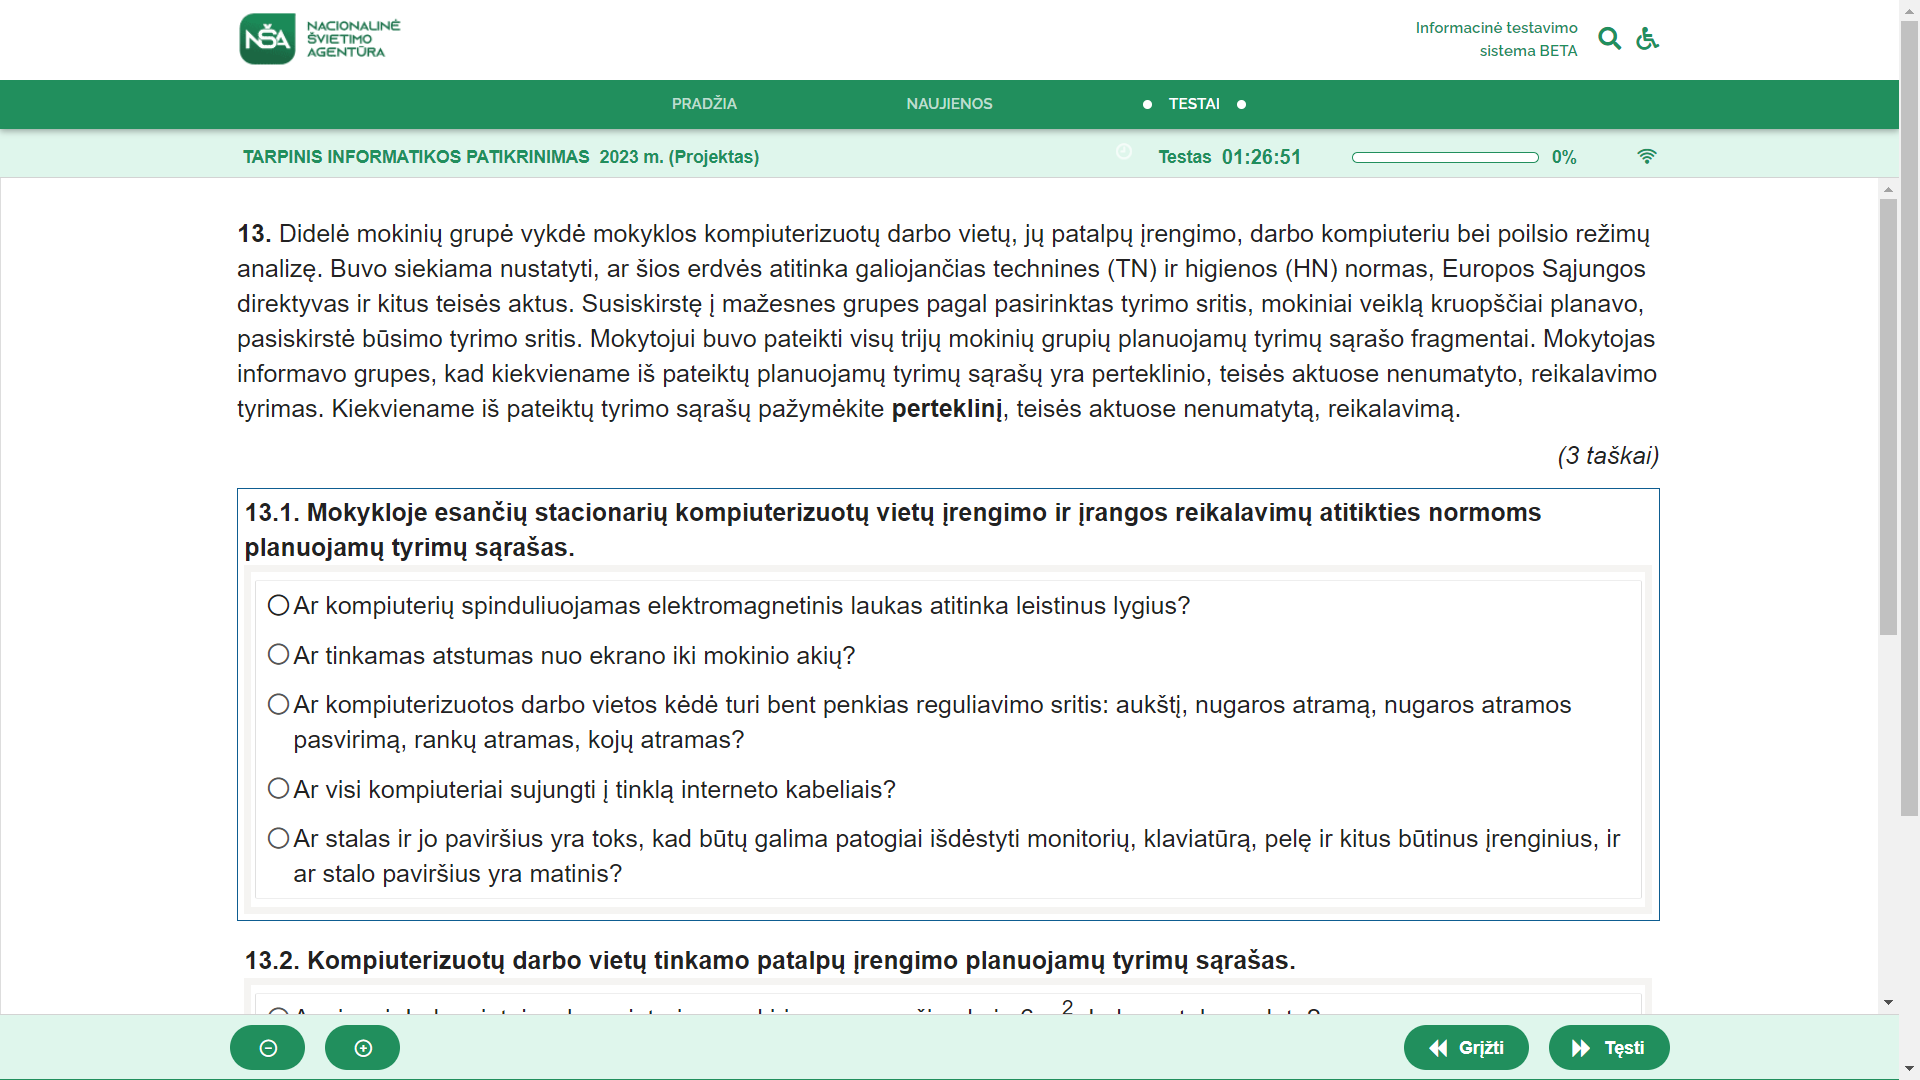 NŠA NACIONALINĖ
ŠVIETIMO
AGENTŪRA
Informacinė testavimo
sistema BETA
PRADŽIA NAUJIENOS TESTAI
TARPINIS INFORMATIKOS PATIKRINIMAS 2023 m. (Projektas) Testas 01:26:51 0%
13. Didelė mokinių grupė vykdė mokyklos kompiuterizuotų darbo vietų, jų patalpų įrengimo, darbo kompiuteriu bei poilsio režimų
analizę. Buvo siekiama nustatyti, ar šios erdvės atitinka galiojančias technines (TN) ir higienos (HN) normas, Europos Sąjungos
direktyvas ir kitus teisės aktus. Susiskirstę į mažesnes grupes pagal pasirinktas tyrimo sritis, mokiniai veiklą kruopščiai planavo,
pasiskirstė būsimo tyrimo sritis. Mokytojui buvo pateikti visų trijų mokinių grupių planuojamų tyrimų sąrašo fragmentai. Mokytojas
informavo grupes, kad kiekviename iš pateiktų planuojamų tyrimų sąrašų yra perteklinio, teisės aktuose nenumatyto, reikalavimo
tyrimas. Kiekviename iš pateiktų tyrimo sąrašų pažymėkite perteklinį, teisės aktuose nenumatytą, reikalavimą.
(3 taškai)
13.1. Mokykloje esančių stacionarių kompiuterizuotų vietų įrengimo ir įrangos reikalavimų atitikties normoms
planuojamų tyrimų sąrašas.
Ar kompiuterių spinduliuojamas elektromagnetinis laukas atitinka leistinus lygius?
Ar tinkamas atstumas nuo ekrano iki mokinio akių?
Ar kompiuterizuotos darbo vietos kėdė turi bent penkias reguliavimo sritis: aukštį, nugaros atramą, nugaros atramos
pasvirimą, rankų atramas, kojų atramas?
Ar visi kompiuteriai sujungti į tinklą interneto kabeliais?
Ar stalas ir jo paviršius yra toks, kad būtų galima patogiai išdėstyti monitorių, klaviatūrą, pelę ir kitus būtinus įrenginius, ir
ar stalo paviršius yra matinis?
13.2. Kompiuterizuotų darbo vietų tinkamo patalpų įrengimo planuojamų tyrimų sąrašas.
Grįžti Tęsti